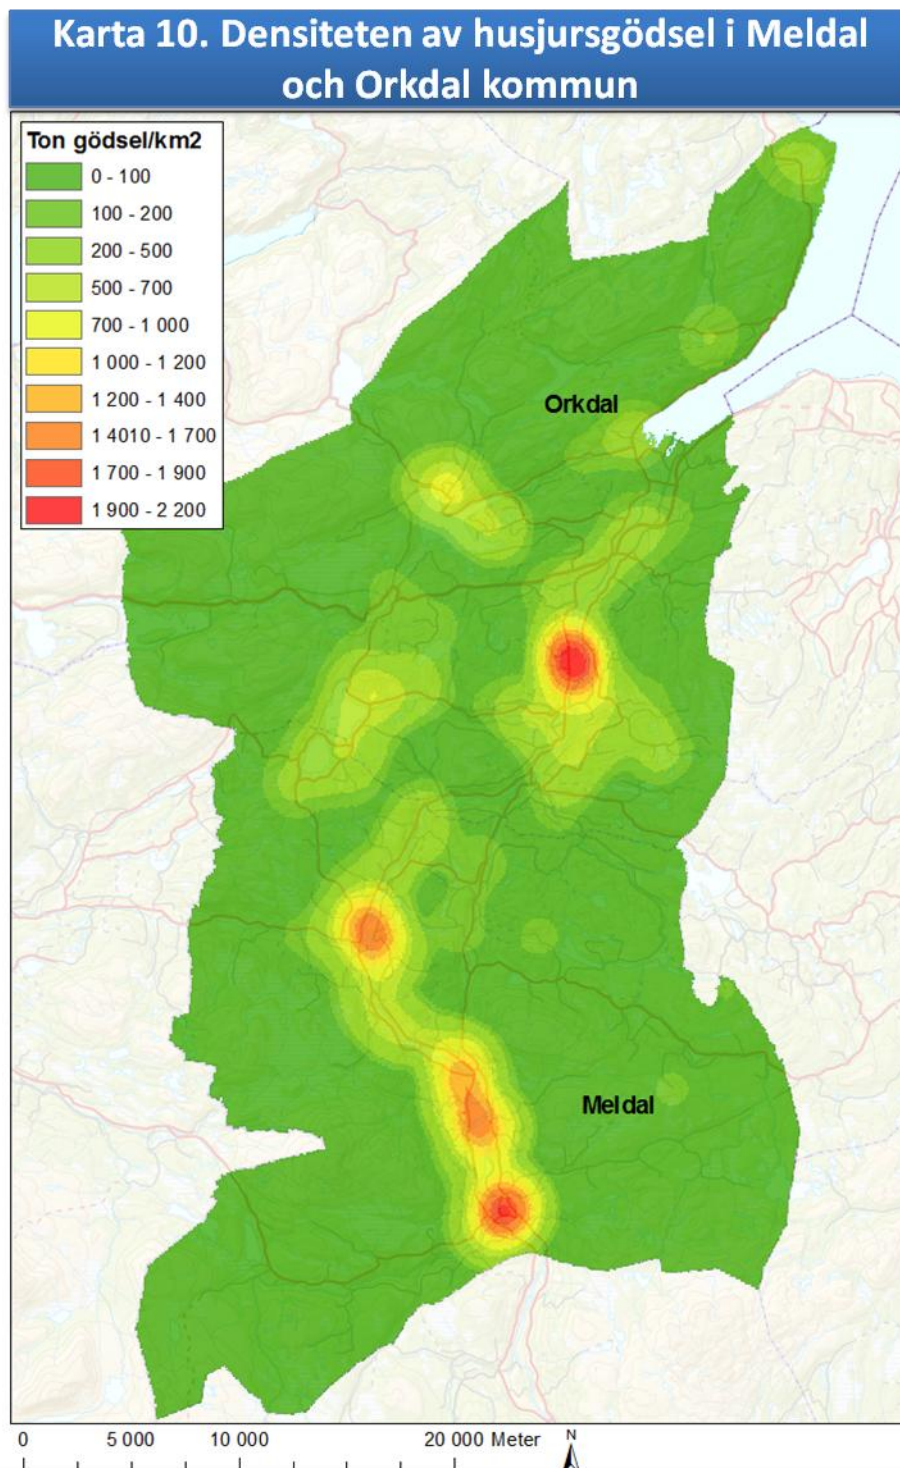 Karta 10. Densiteten av husjursgödsel i Meldal
och Orkdal kommun
Ton gödsel/km2
0 - 100
100 - 200
200 - 500
500 - 700
700 - 1 000
1 000 - 1 200
1 200 - 1 400
1 4010 - 1 700
1 700 - 1 900
1 900 - 2 200
Orkdal
Meldal
0 5 000 10 000 20 000 Meter N